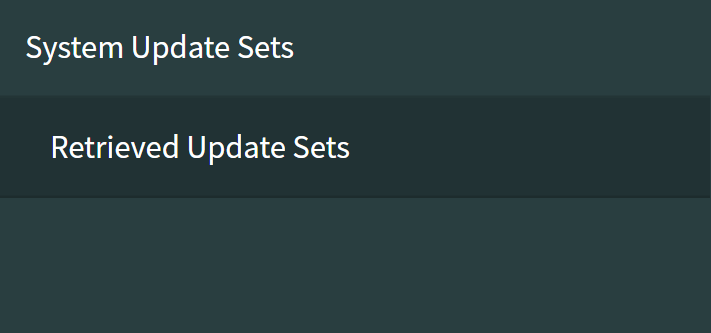 System Update Sets
Retrieved Update Sets